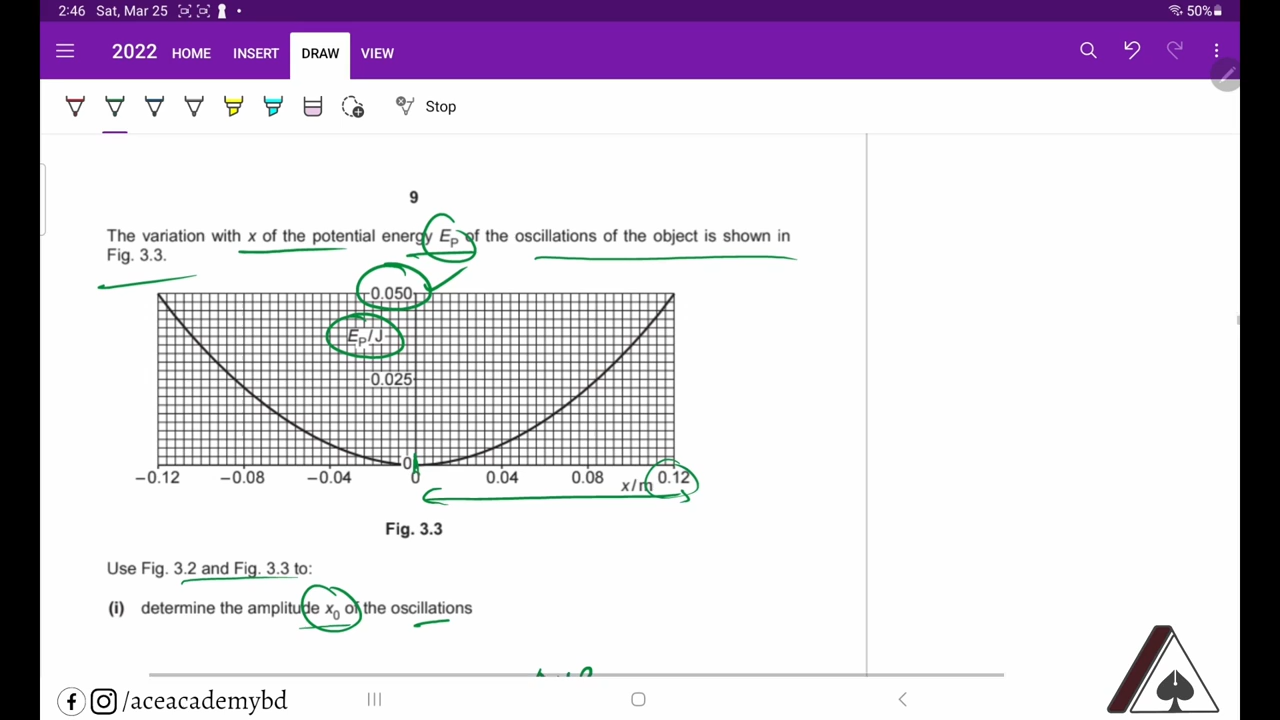 2:46 Sat, Mar 25
50%
2022 HOME INSERT DRAW VIEW
Stop
9
The variation with x of the potential energy EP of the oscillations of the object is shown in
Fig. 3.3.
0.050
EP/J
0.025
0
−0.12 −0.08 −0.04 0 0.04 0.08 0.12
x/m
Fig. 3.3
Use Fig. 3.2 and Fig. 3.3 to:
(i) determine the amplitude x0 of the oscillations
/aceacademybd